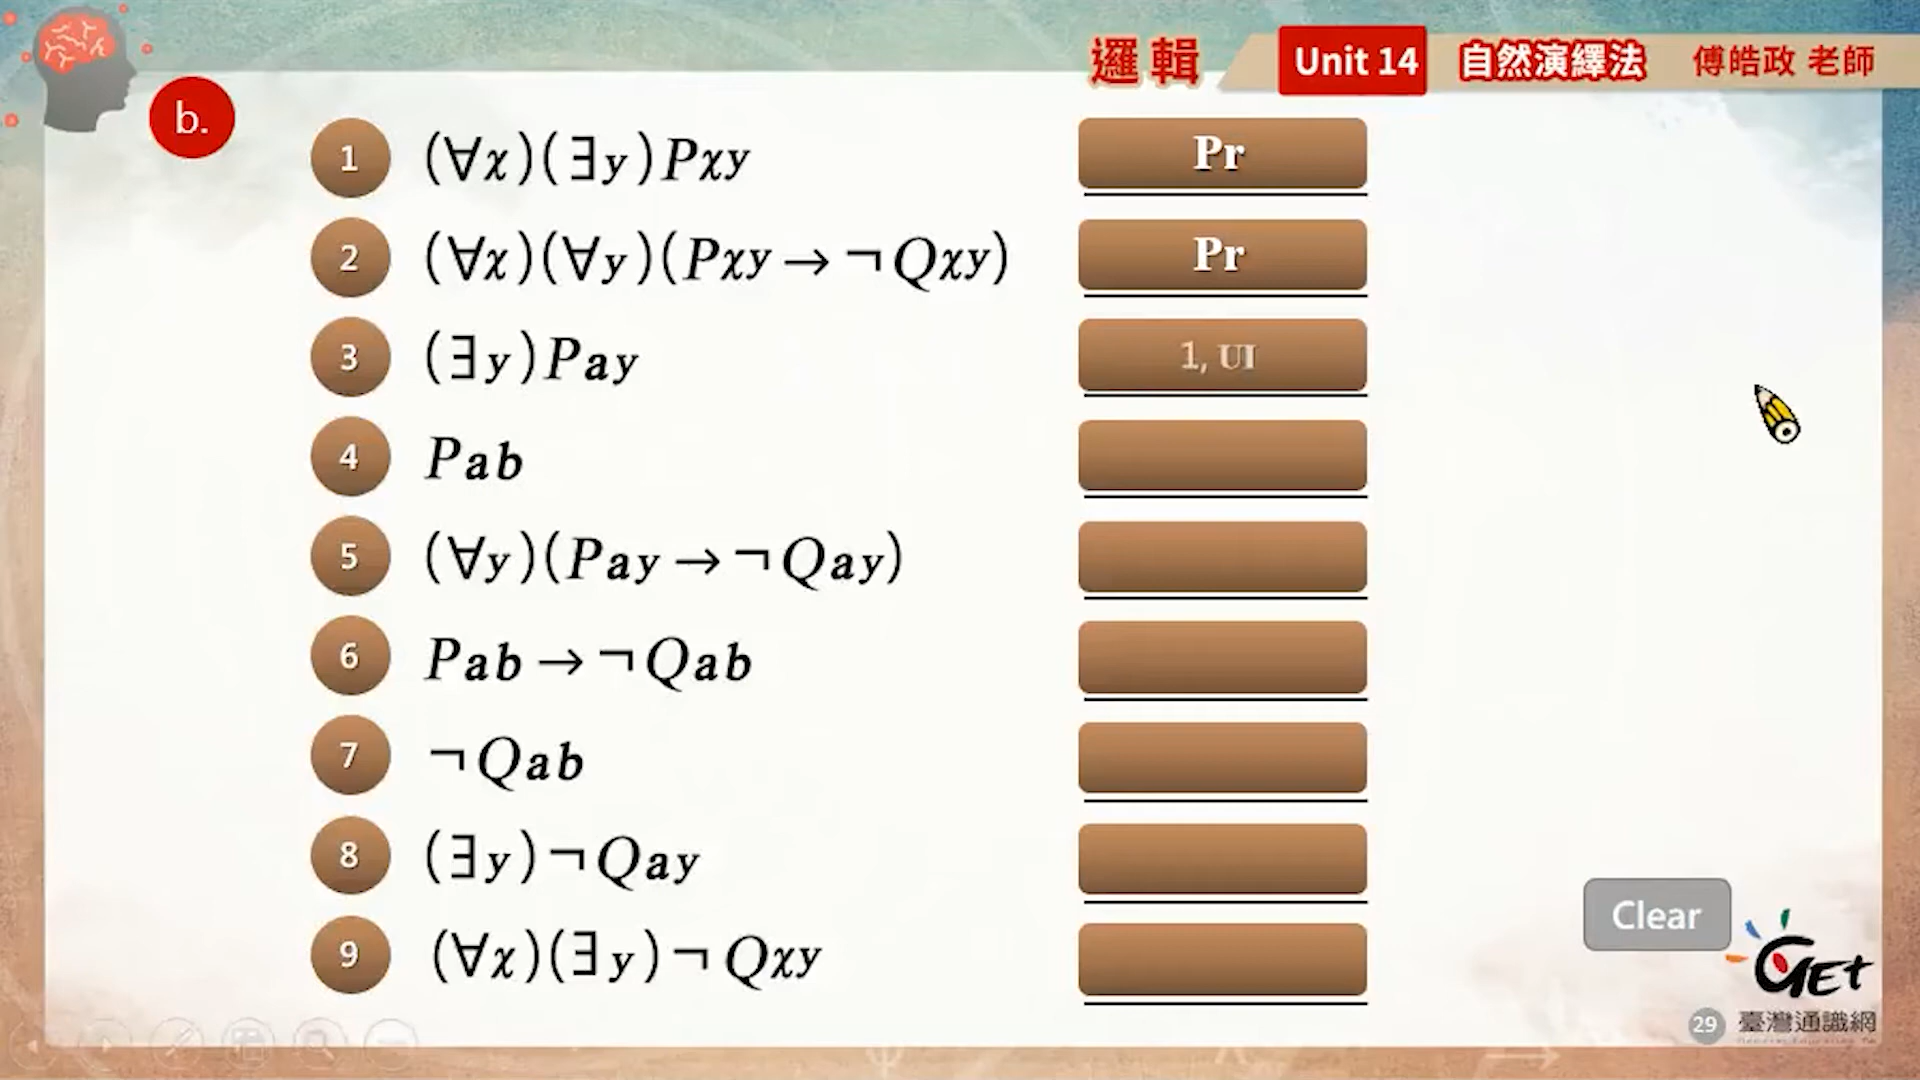 邏輯 Unit 14 自然演繹法 傅皓政 老師
b.
1 (∀x)(∃y)Pxy Pr
2 (∀x)(∀y)(Pxy→¬Qxy) Pr
3 (∃y)Pay 1, UI
4 Pab
5 (∀y)(Pay→¬Qay)
6 Pab→¬Qab
7 ¬Qab
8 (∃y)¬Qay
9 (∀x)(∃y)¬Qxy
Clear
GEt
29 臺灣通識網